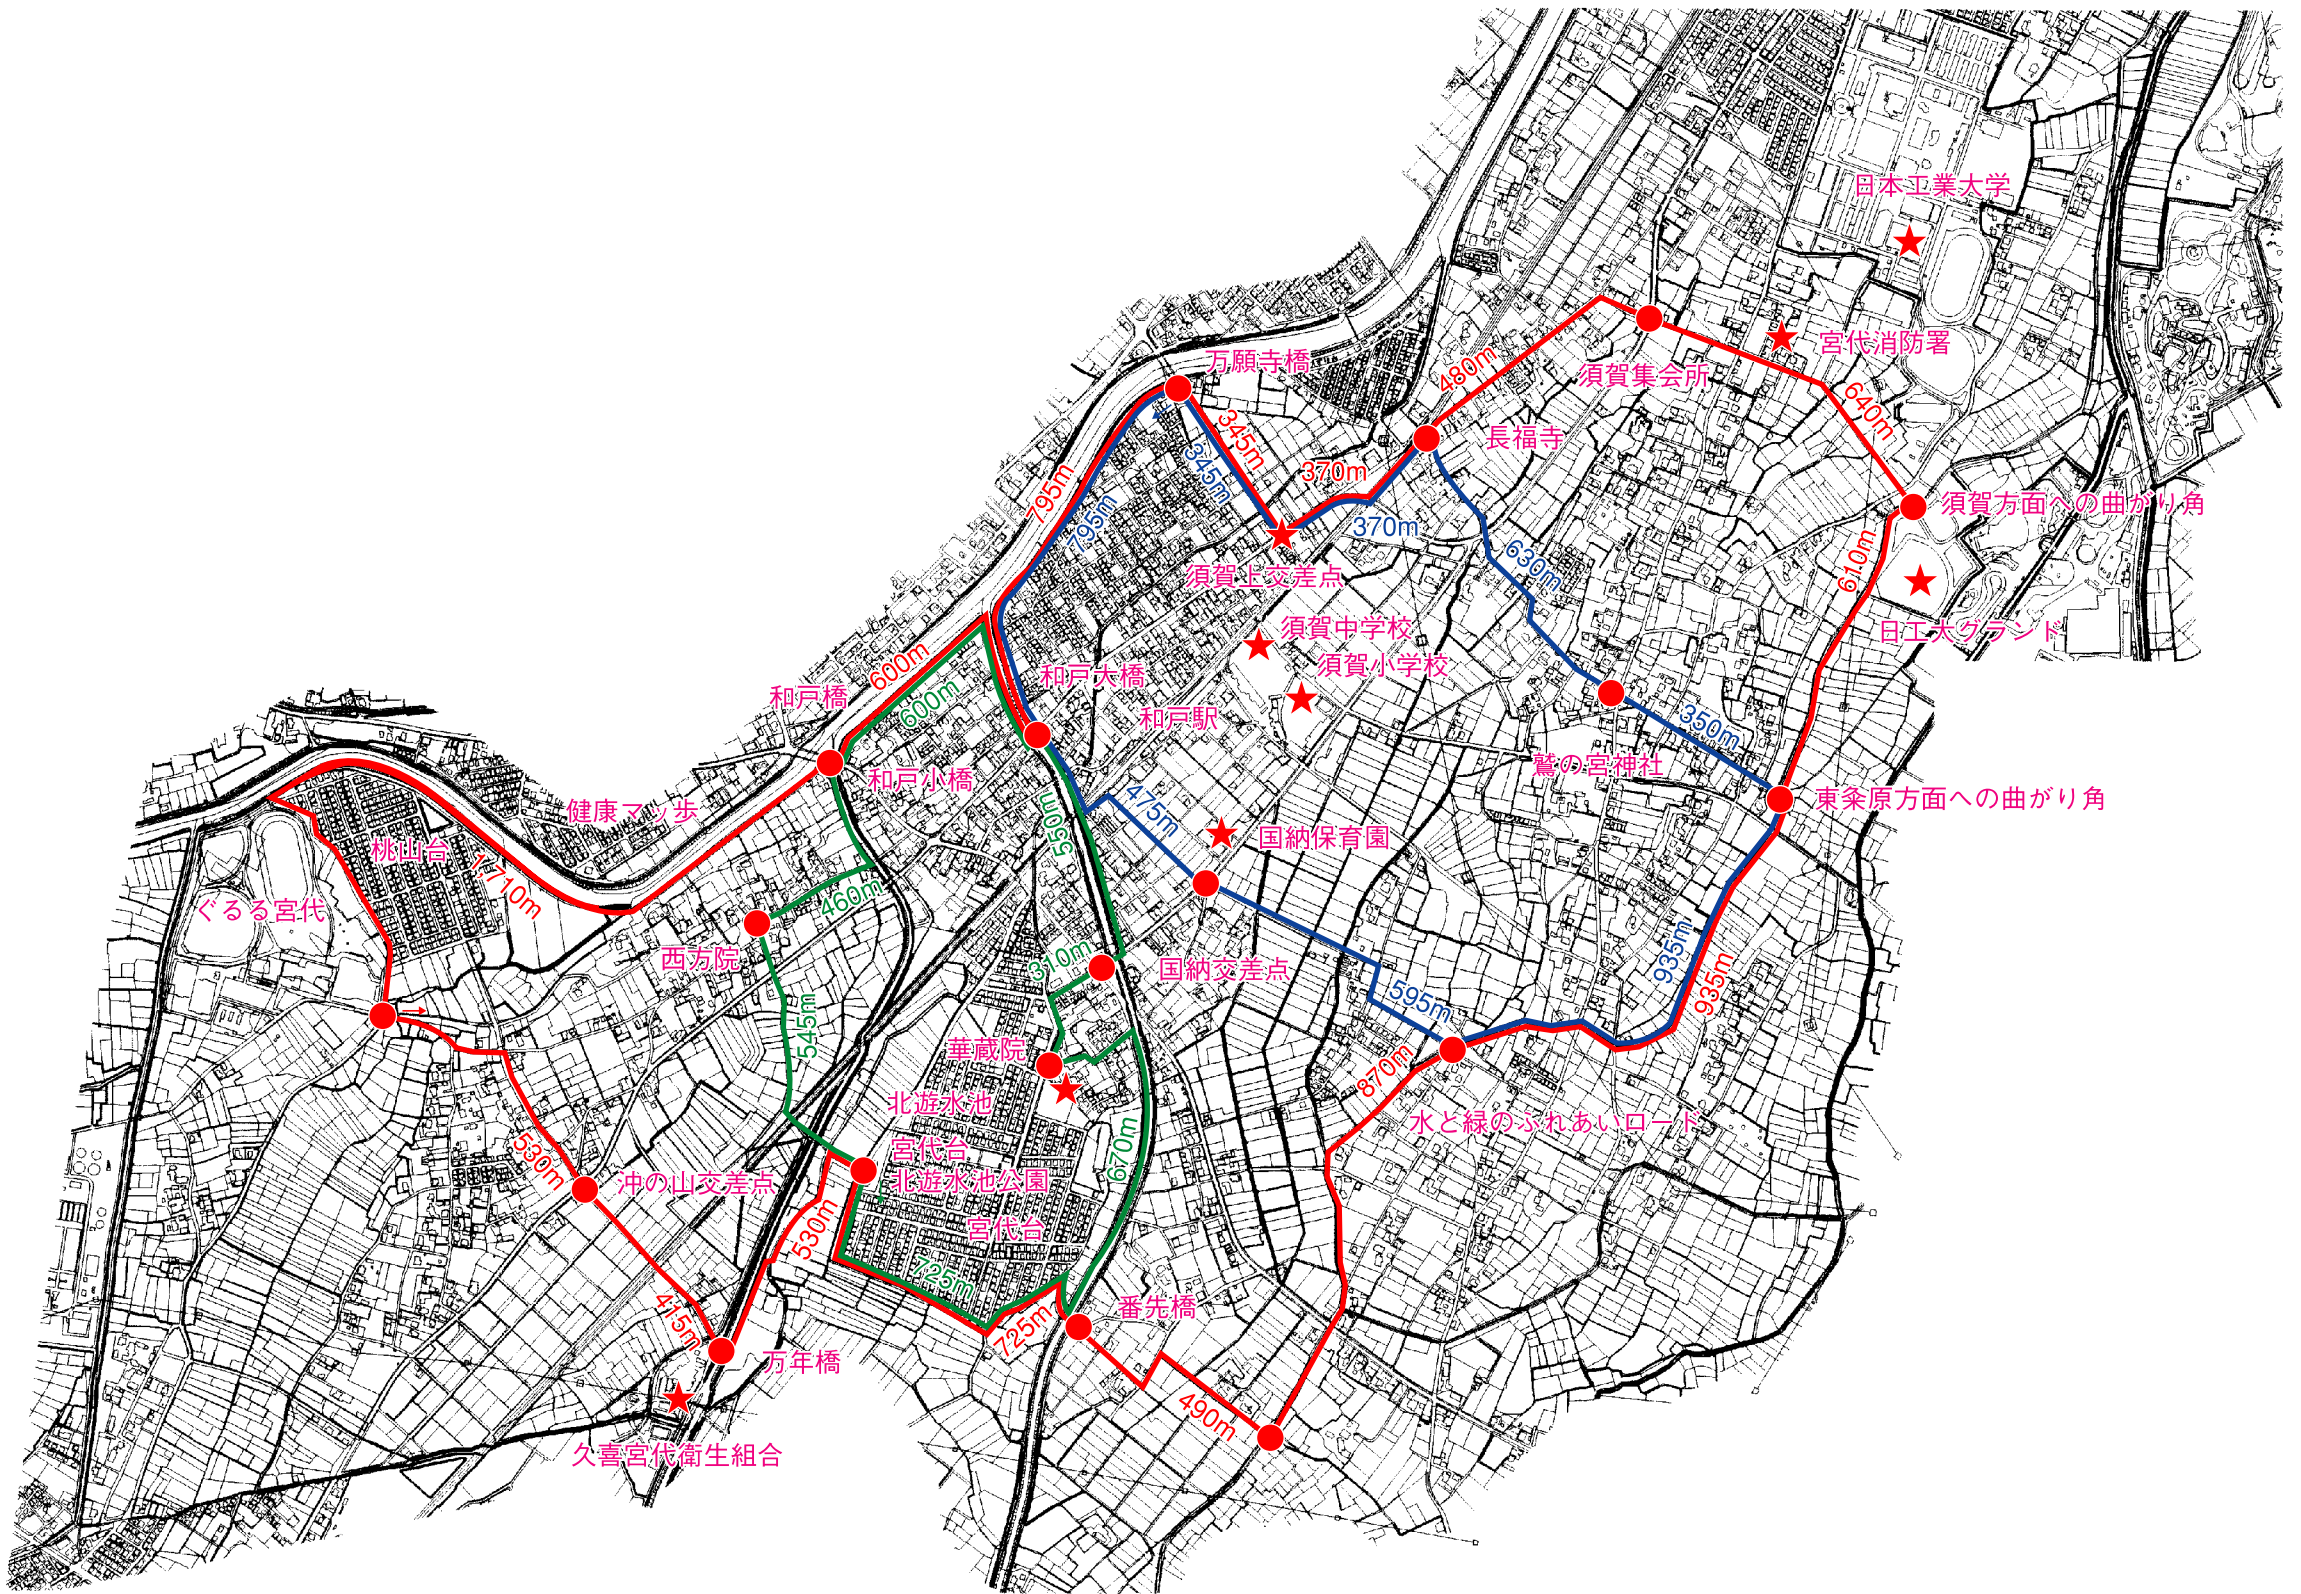 日本工業大学
宮代消防署
万願寺橋
須賀集会所
480m
640m
345m
345m
長福寺
370m
370m
795m
795m
須賀方面への曲がり角
610m
630m
須賀上交差点
須賀中学校
日工大グランド
須賀小学校
600m
600m
和戸橋
和戸大橋
和戸駅
350m
鷲の宮神社
和戸小橋
東粂原方面への曲がり角
健康マッ歩
475m
550m
国納保育園
桃山台
1,710m
460m
ぐるる宮代
西方院
310m
国納交差点
935m
935m
595m
545m
華蔵院
870m
北遊水池
水と緑のふれあいロード
宮代台
北遊水池公園
530m
沖の山交差点
670m
530m
宮代台
725m
725m
415m
番先橋
万年橋
490m
久喜宮代衛生組合